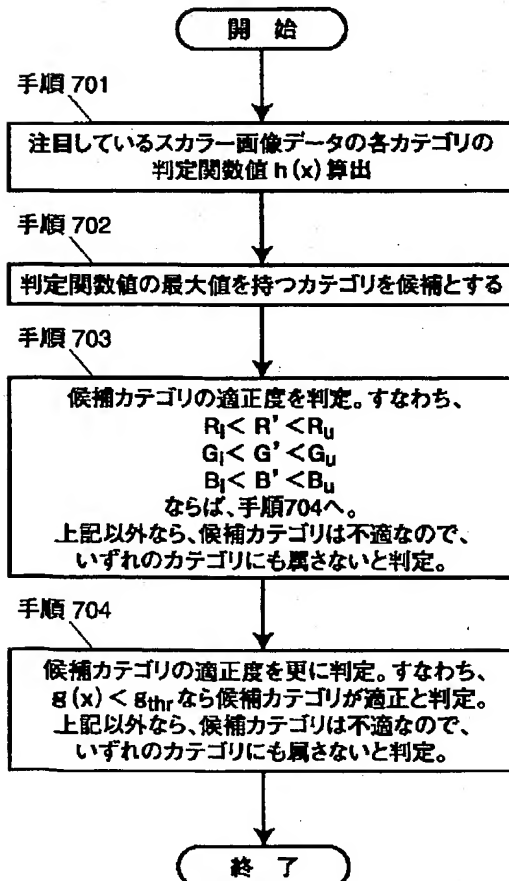 開 始
手順 701
注目しているスカラー画像データの各カテゴリの
判定関数値 h(x) 算出
手順 702
判定関数値の最大値を持つカテゴリを候補とする
手順 703
候補カテゴリの適正度を判定。すなわち、
Rl< R' <Ru
Gl< G' <Gu
Bl< B' <Bu
ならば、手順704へ。
上記以外なら、候補カテゴリは不適なので、
いずれのカテゴリにも属さないと判定。
手順 704
候補カテゴリの適正度を更に判定。すなわち、
g(x) < gthr なら候補カテゴリが適正と判定。
上記以外なら、候補カテゴリは不適なので、
いずれのカテゴリにも属さないと判定。
終 了